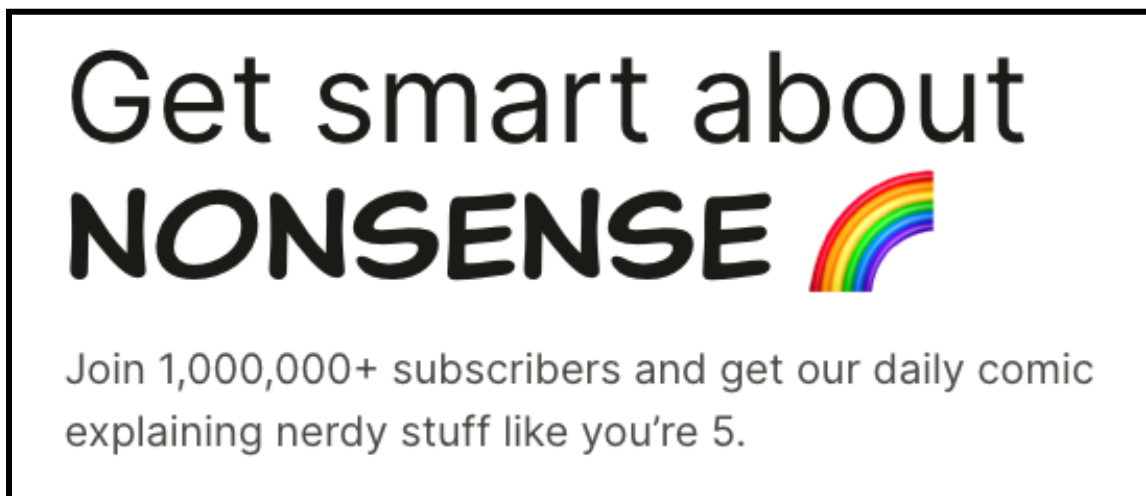 Get smart about
NONSENSE 🌈
Join 1,000,000+ subscribers and get our daily comic
explaining nerdy stuff like you’re 5.